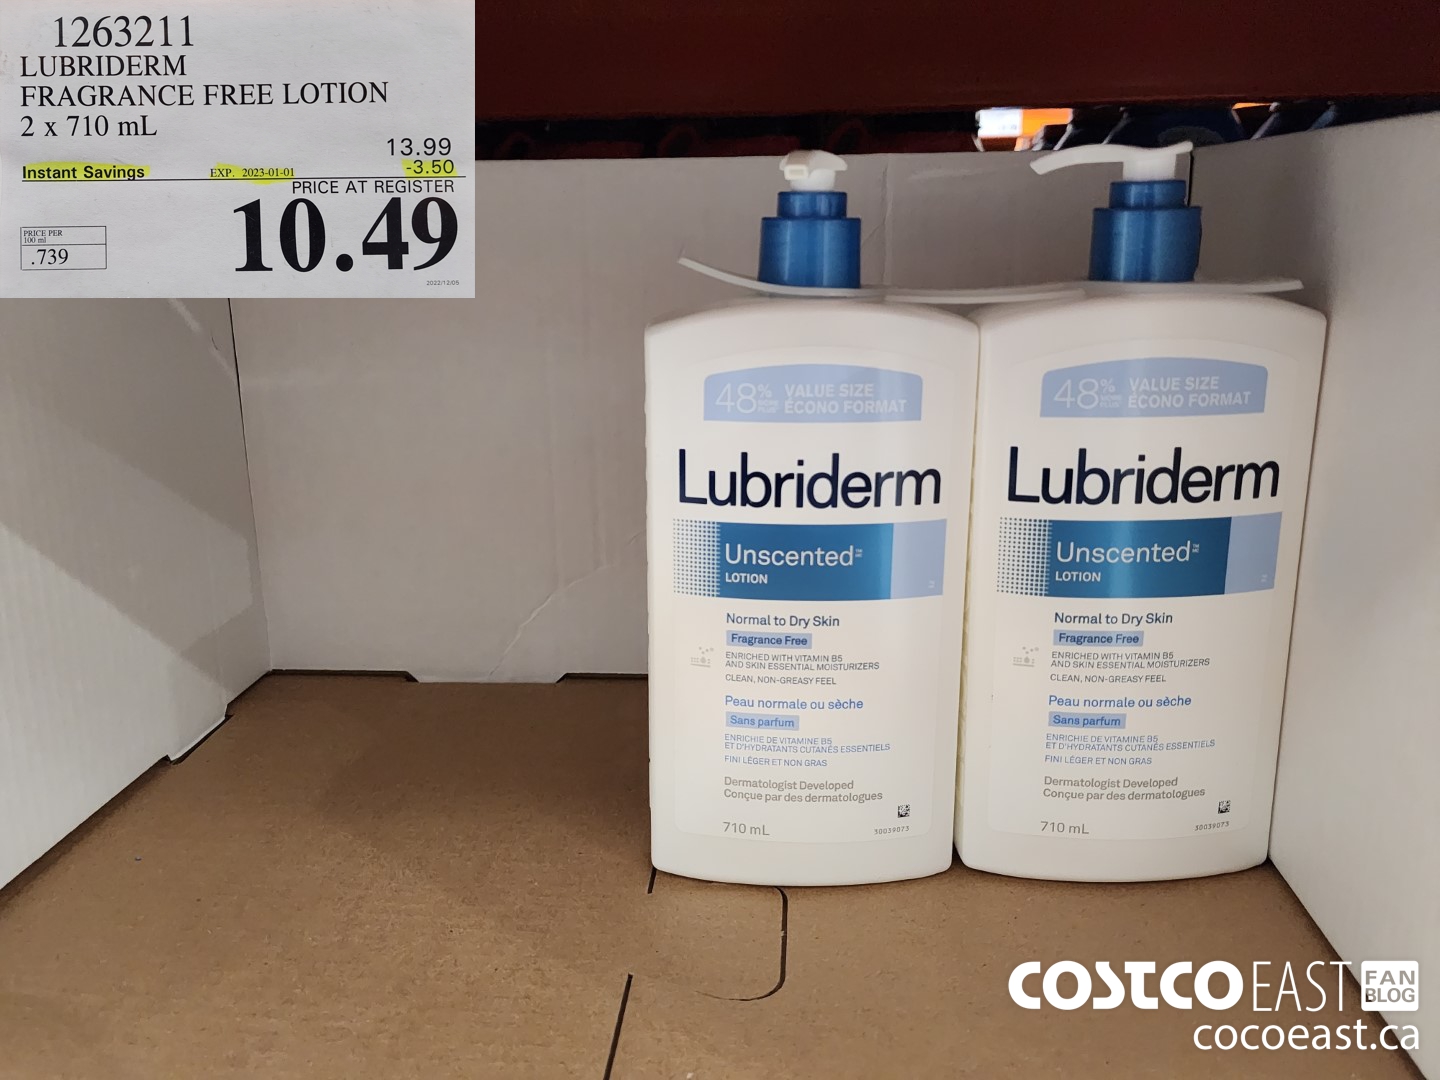 1263211
LUBRIDERM
FRAGRANCE FREE LOTION
2 x 710 mL
13.99
Instant Savings EXP. 2023-01-01 -3.50
PRICE AT REGISTER
10.49
PRICE PER
100 ml
.739
2022/12/05
48% VALUE SIZE
ÉCONO FORMAT
Lubriderm
Unscented
LOTION
Normal to Dry Skin
Fragrance Free
ENRICHED WITH VITAMIN B5
AND SKIN ESSENTIAL MOISTURIZERS
CLEAN, NON-GREASY FEEL
Peau normale ou sèche
Sans parfum
ENRICHIE DE VITAMINE B5
ET D'HYDRATANTS CUTANÉS ESSENTIELS
FINI LÉGER ET NON GRAS
Dermatologist Developed
Conçue par des dermatologues
710 mL
30039073
48% VALUE SIZE
ÉCONO FORMAT
Lubriderm
Unscented
LOTION
Normal to Dry Skin
Fragrance Free
ENRICHED WITH VITAMIN B5
AND SKIN ESSENTIAL MOISTURIZERS
CLEAN, NON-GREASY FEEL
Peau normale ou sèche
Sans parfum
ENRICHIE DE VITAMINE B5
ET D'HYDRATANTS CUTANÉS ESSENTIELS
FINI LÉGER ET NON GRAS
Dermatologist Developed
Conçue par des dermatologues
710 mL
30039073
COSTCO EAST FAN
BLOG
cocoeast.ca